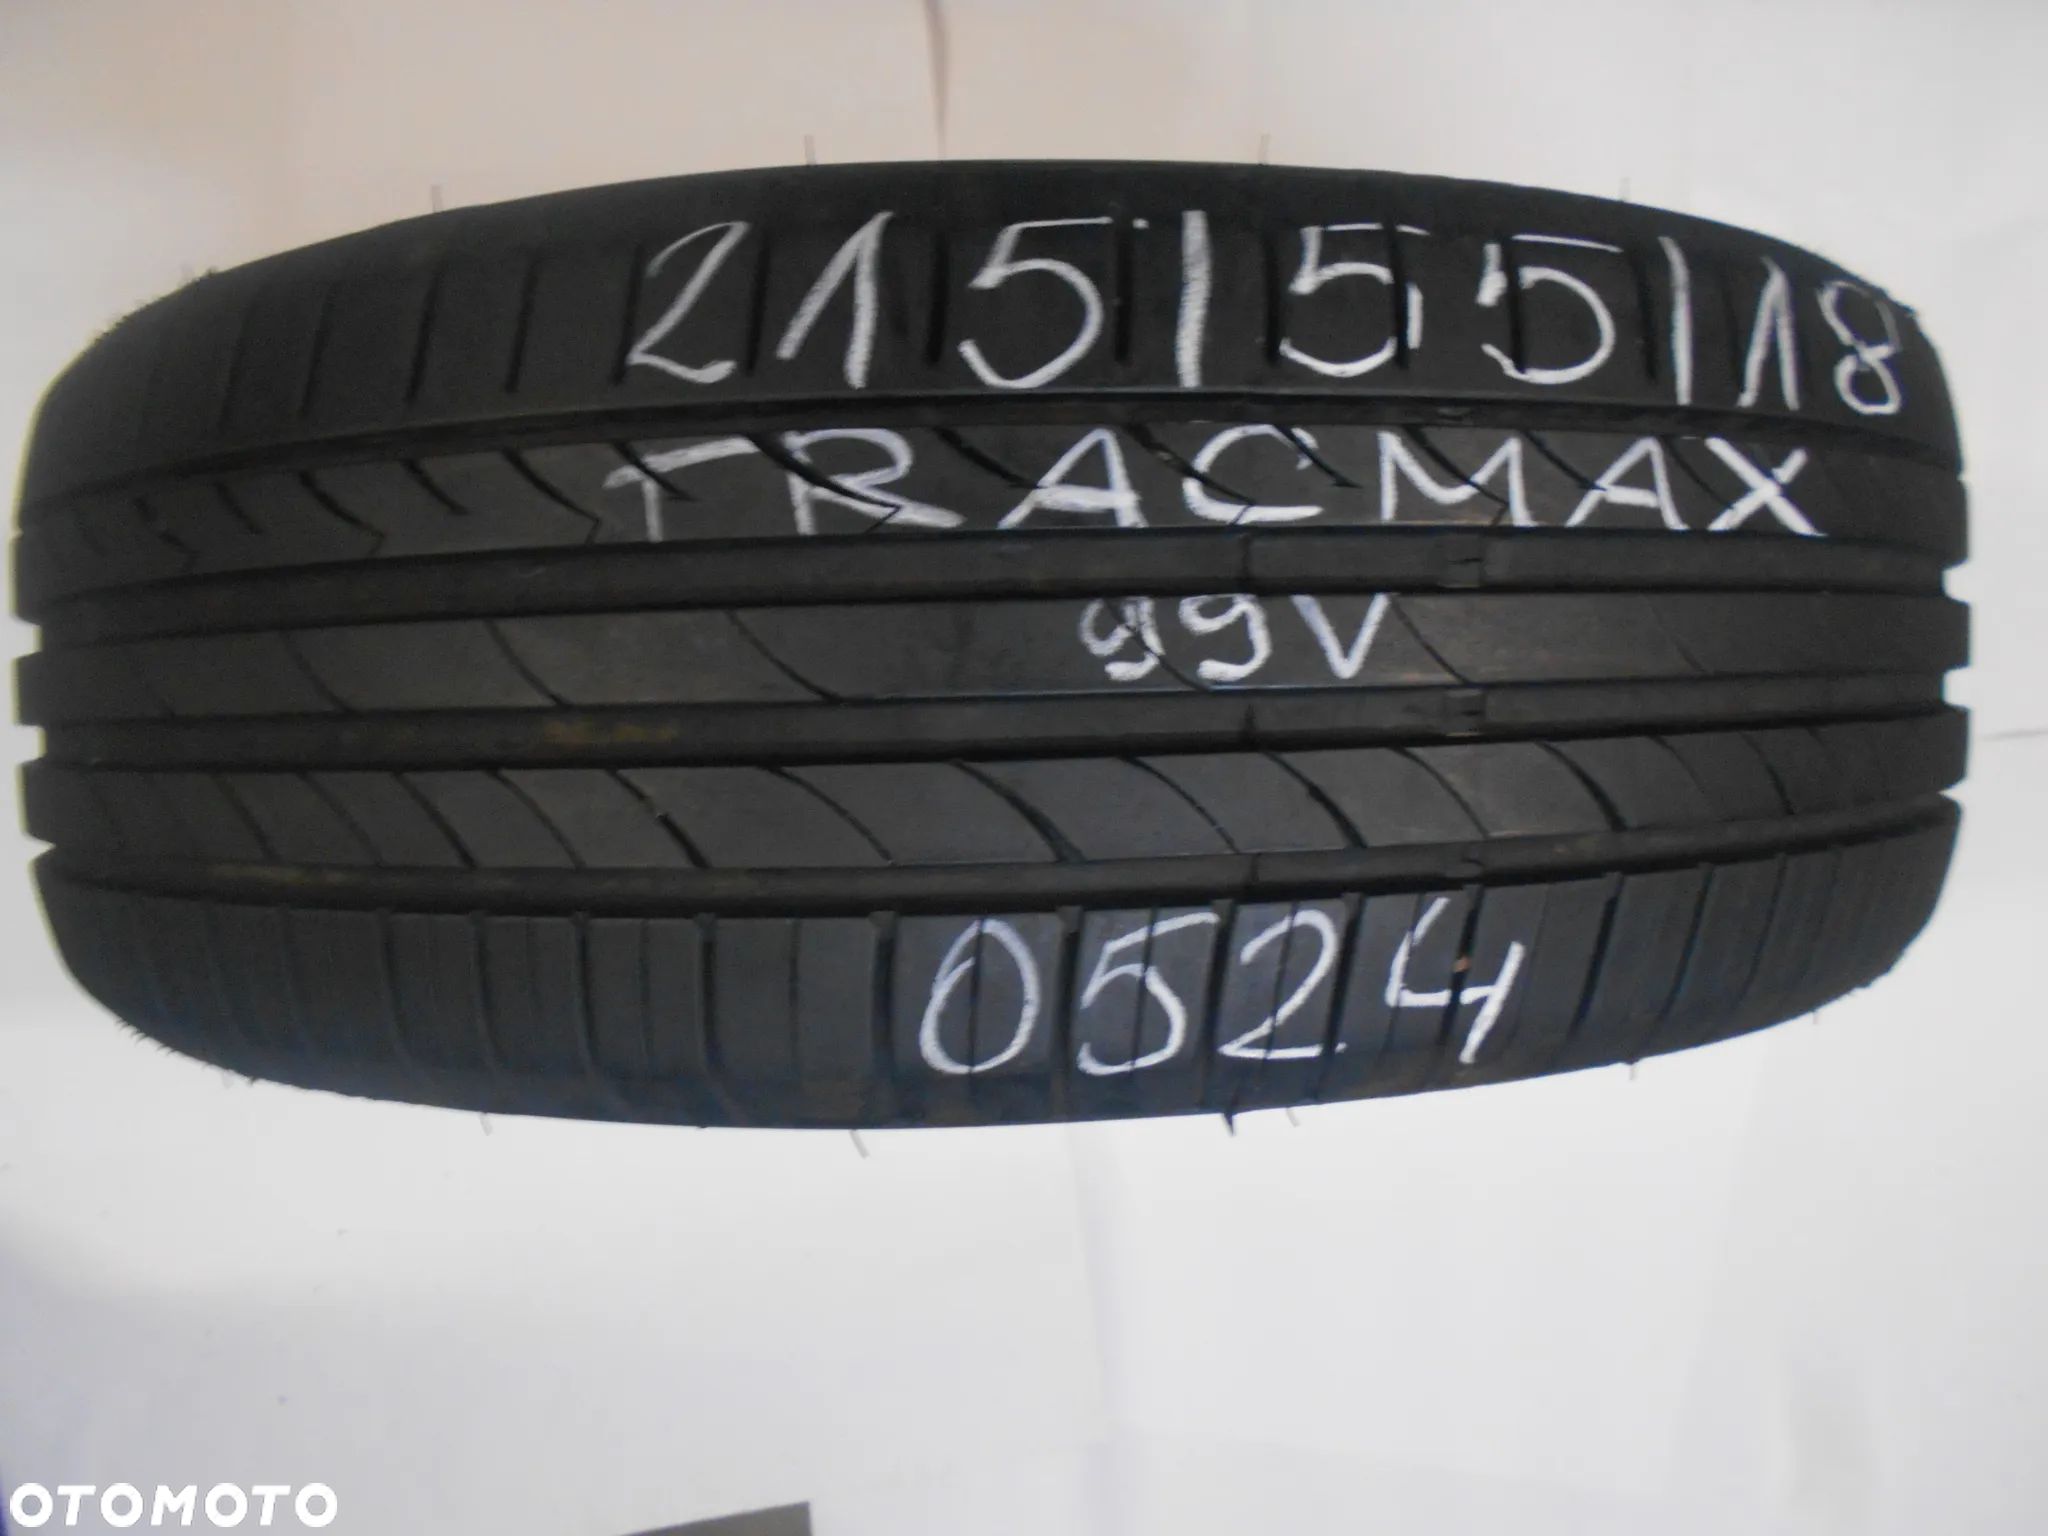 215/55/18
TRACMAX
99V
0524
OTOMOTO